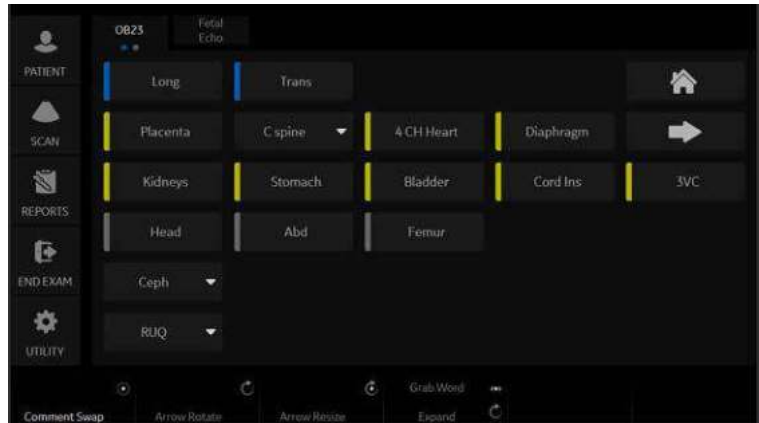 OB23
Fetal
Echo
PATIENT
Long
Trans
Placenta
C spine
4 CH Heart
Diaphragm
SCAN
Kidneys
Stomach
Bladder
Cord Ins
3VC
REPORTS
Head
Abd
Femur
END EXAM
Ceph
RUQ
UTILITY
Grab Word
Comment Swap
Arrow Rotate
Arrow Resize
Expand